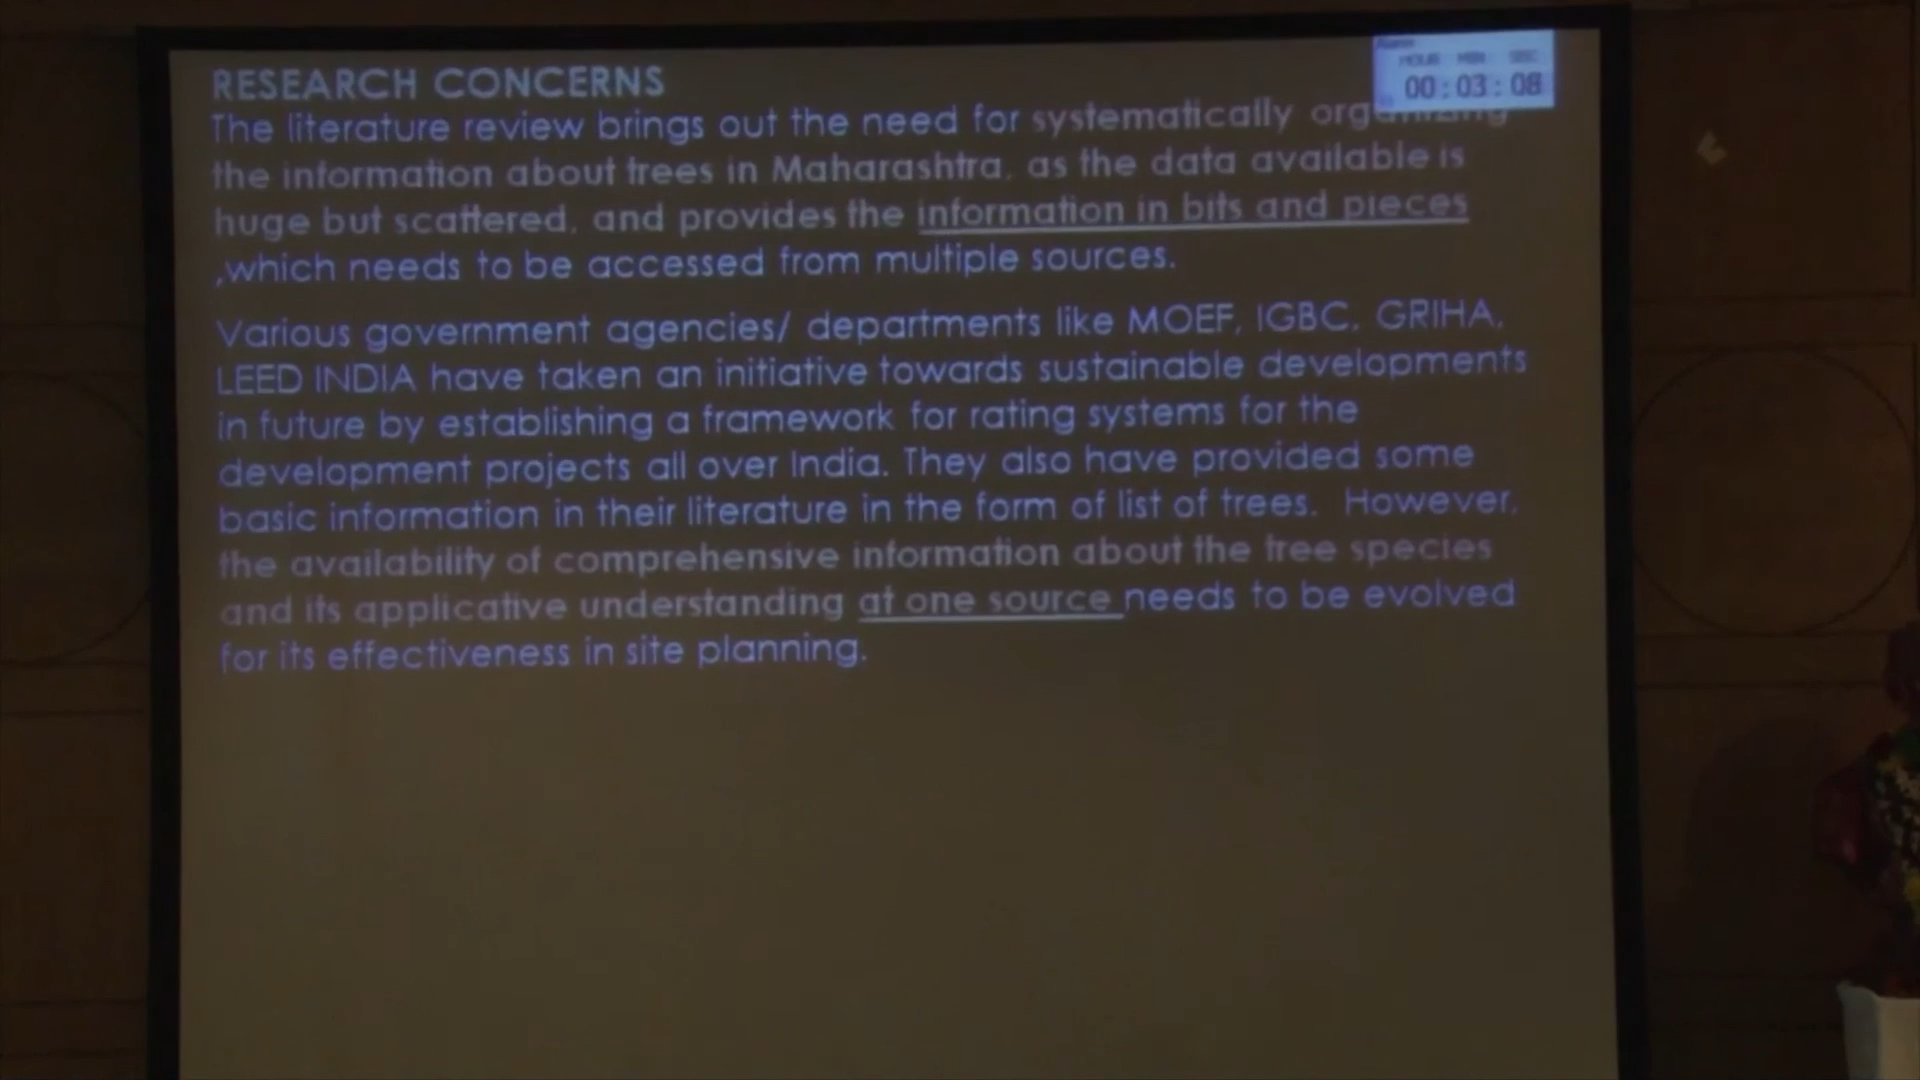 RESEARCH CONCERNS
HOUR MIN SEC
00:03:08
The literature review brings out the need for systematically organizing
the information about trees in Maharashtra, as the data available is
huge but scattered, and provides the information in bits and pieces
,which needs to be accessed from multiple sources.
Various government agencies/ departments like MOEF, IGBC, GRIHA,
LEED INDIA have taken an initiative towards sustainable developments
in future by establishing a framework for rating systems for the
development projects all over India. They also have provided some
basic information in their literature in the form of list of trees. However,
the availability of comprehensive information about the tree species
and its applicative understanding at one source needs to be evolved
for its effectiveness in site planning.